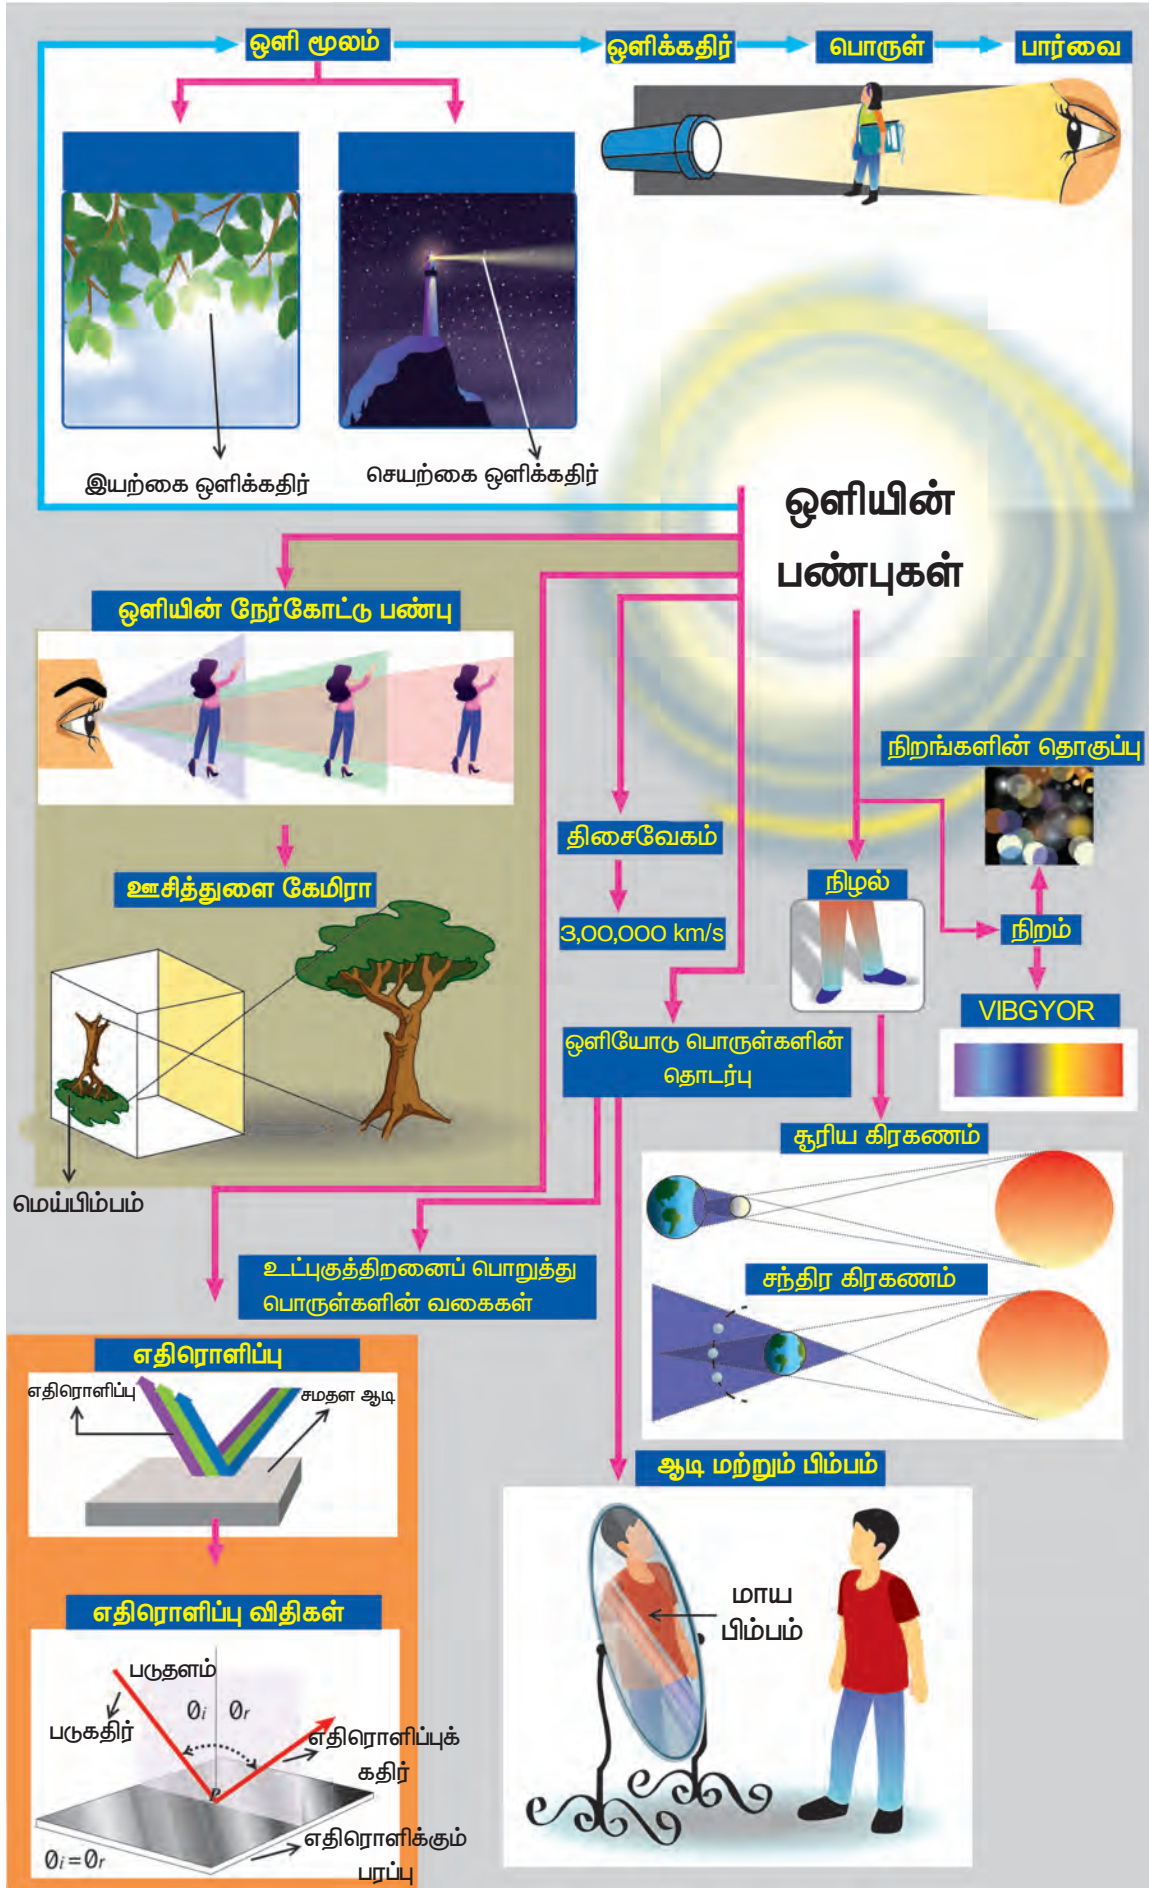 ஒளி மூலம்
ஒளிக்கதிர்
பொருள்
பார்வை
இயற்கை ஒளிக்கதிர்
செயற்கை ஒளிக்கதிர்
ஒளியின்
பண்புகள்
ஒளியின் நேர்கோட்டு பண்பு
நிறங்களின் தொகுப்பு
திசைவேகம்
ஊசித்துளை கேமிரா
நிழல்
3,00,000 km/s
நிறம்
VIBGYOR
ஒளியோடு பொருள்களின்
தொடர்பு
சூரிய கிரகணம்
மெய்பிம்பம்
உட்புகுத்திறனைப் பொறுத்து
பொருள்களின் வகைகள்
சந்திர கிரகணம்
எதிரொளிப்பு
எதிரொளிப்பு
சமதள ஆடி
ஆடி மற்றும் பிம்பம்
மாய
பிம்பம்
எதிரொளிப்பு விதிகள்
படுதளம்
படுகதிர்
θi
θr
எதிரொளிப்புக்
கதிர்
P
எதிரொளிக்கும்
பரப்பு
θi = θr